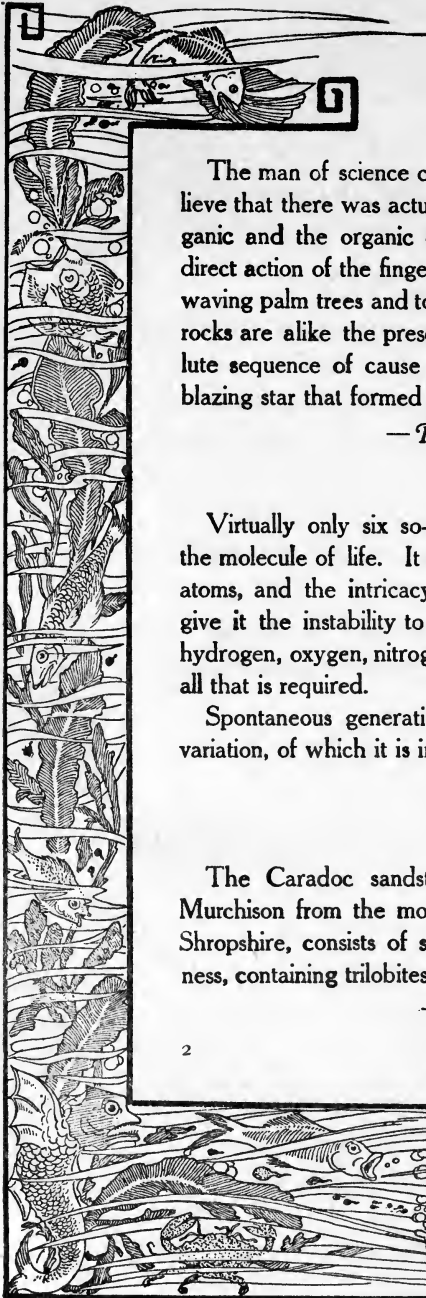 The man of science c
lieve that there was actu
ganic and the organic
direct action of the finge
waving palm trees and to
rocks are alike the prese
lute sequence of cause
blazing star that formed
—
Virtually only six so-
the molecule of life. It
atoms, and the intricacy
give it the instability to
hydrogen, oxygen, nitrog
all that is required.
Spontaneous generati
variation, of which it is i
The Caradoc sandst
Murchison from the mo
Shropshire, consists of s
ness, containing trilobites
2